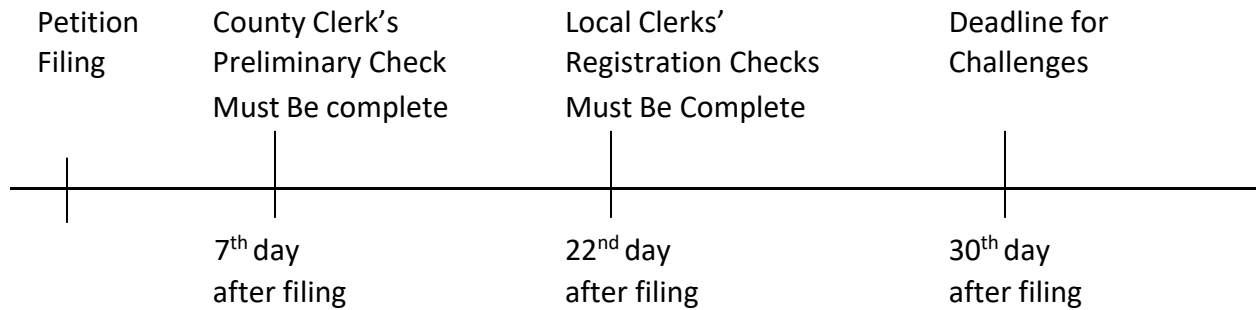 Petition
Filing
County Clerk’s
Preliminary Check
Must Be complete
Local Clerks’
Registration Checks
Must Be Complete
Deadline for
Challenges
7th day
after filing
22nd day
after filing
30th day
after filing